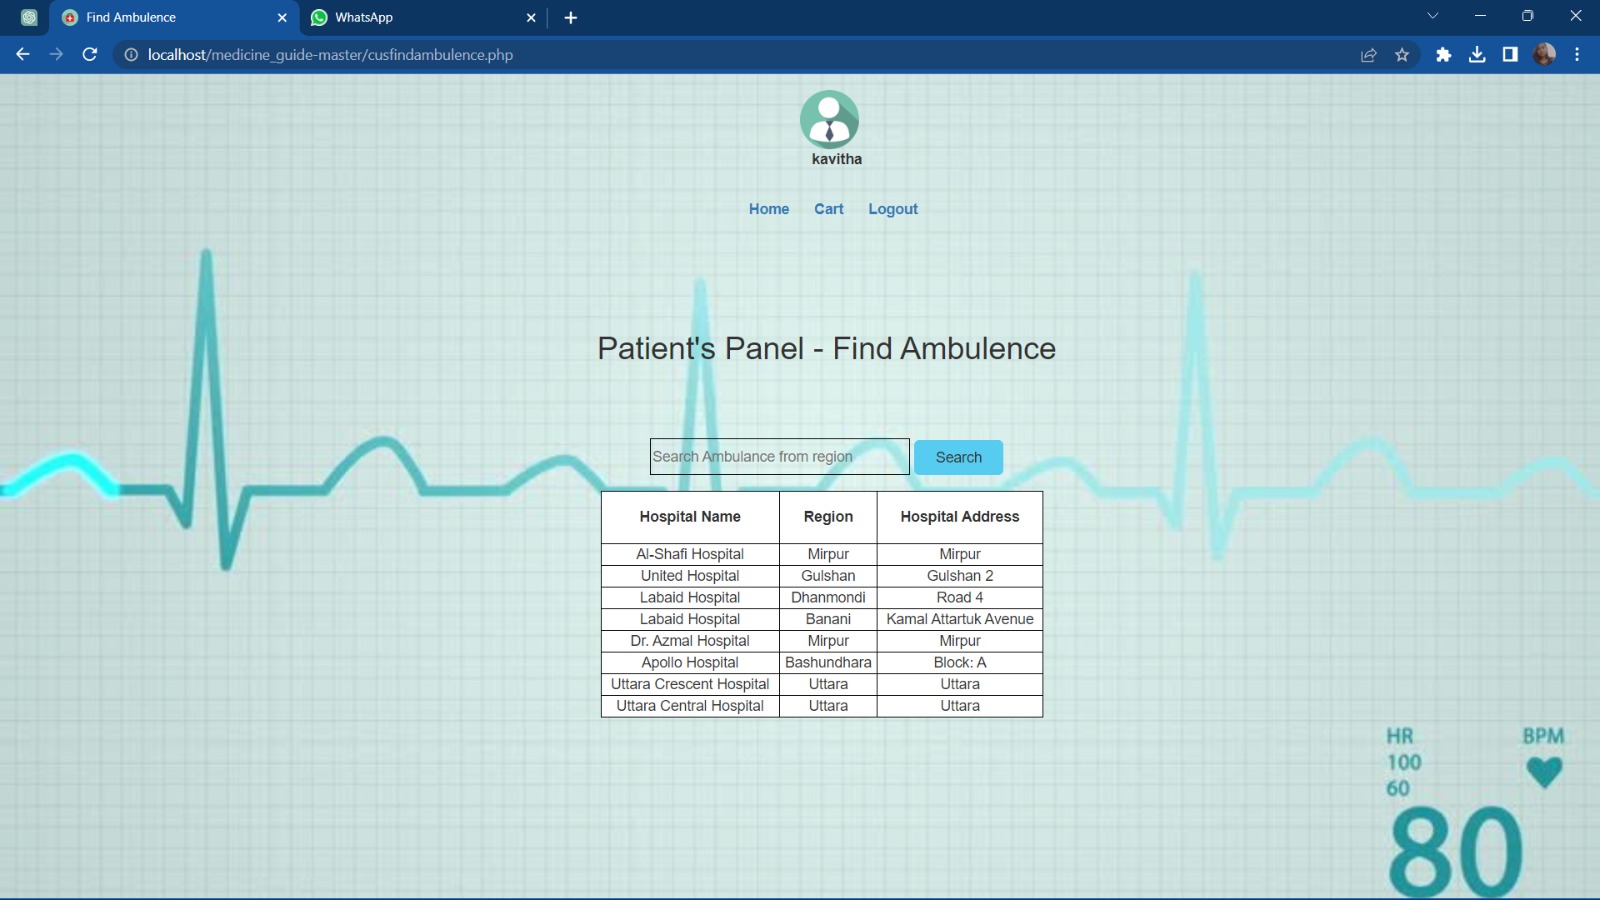 Find Ambulence
WhatsApp
localhost/medicine_guide-master/cusfindambulence.php
kavitha
Home Cart Logout
Patient's Panel - Find Ambulence
Search Ambulance from region Search
Hospital Name Region Hospital Address
Al-Shafi Hospital Mirpur Mirpur
United Hospital Gulshan Gulshan 2
Labaid Hospital Dhanmondi Road 4
Labaid Hospital Banani Kamal Attartuk Avenue
Dr. Azmal Hospital Mirpur Mirpur
Apollo Hospital Bashundhara Block: A
Uttara Crescent Hospital Uttara Uttara
Uttara Central Hospital Uttara Uttara
HR BPM
100
60
80